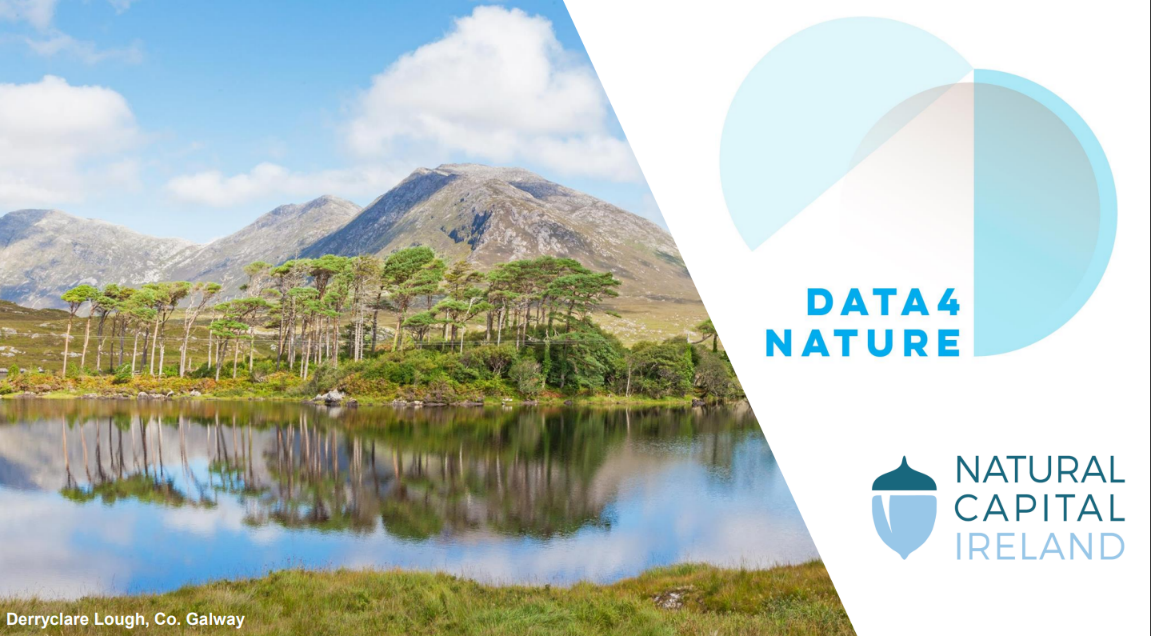 DATA4
NATURE
NATURAL
CAPITAL
IRELAND
Derryclare Lough, Co. Galway